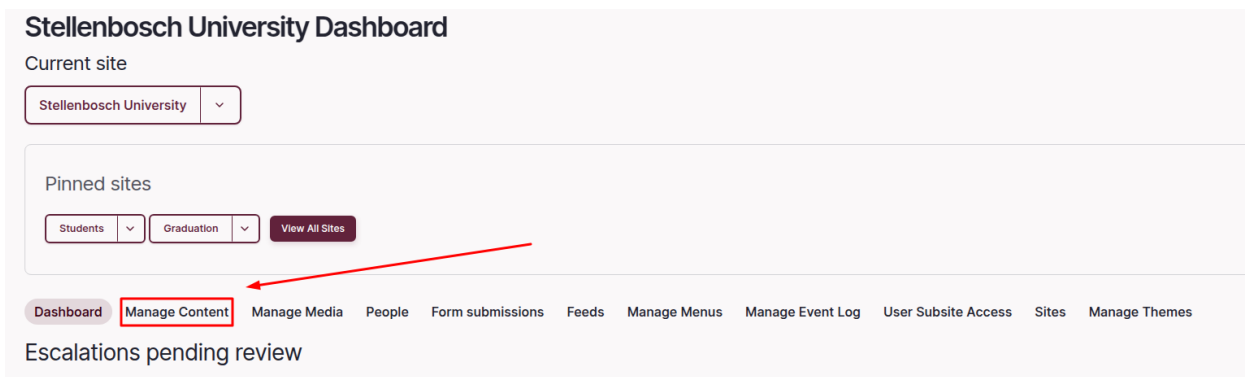 Stellenbosch University Dashboard
Current site
Stellenbosch University
Pinned sites
Students Graduation View All Sites
Dashboard Manage Content Manage Media People Form submissions Feeds Manage Menus Manage Event Log User Subsite Access Sites Manage Themes
Escalations pending review